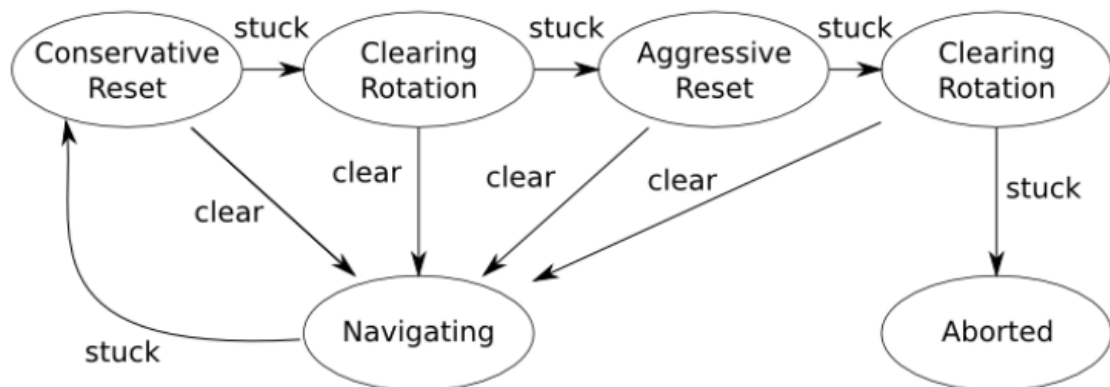 stuck
stuck
stuck
Conservative
Reset
Clearing
Rotation
Aggressive
Reset
Clearing
Rotation
clear
clear
clear
clear
stuck
Navigating
Aborted
stuck